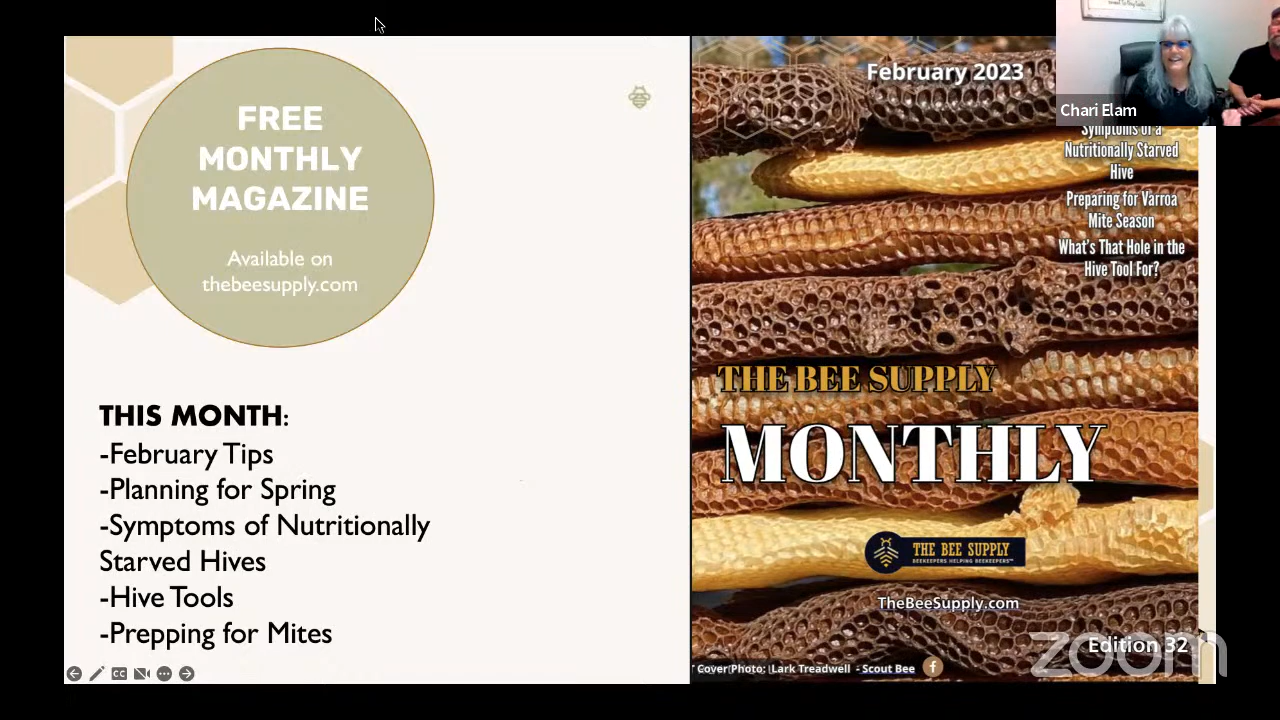 FREE
MONTHLY
MAGAZINE
Available on
thebeesupply.com
THIS MONTH:
-February Tips
-Planning for Spring
-Symptoms of Nutritionally
Starved Hives
-Hive Tools
-Prepping for Mites
February 2023
Chari Elam
Symptoms of a
Nutritionally Starved
Hive
Preparing for Varroa
Mite Season
What's That Hole in the
Hive Tool For?
THE BEE SUPPLY
MONTHLY
THE BEE SUPPLY
BEEKEEPERS HELPING BEEKEEPERS™
TheBeeSupply.com
Edition 32
zoom
Cover Photo: Lark Treadwell - Scout Bee
f
CC